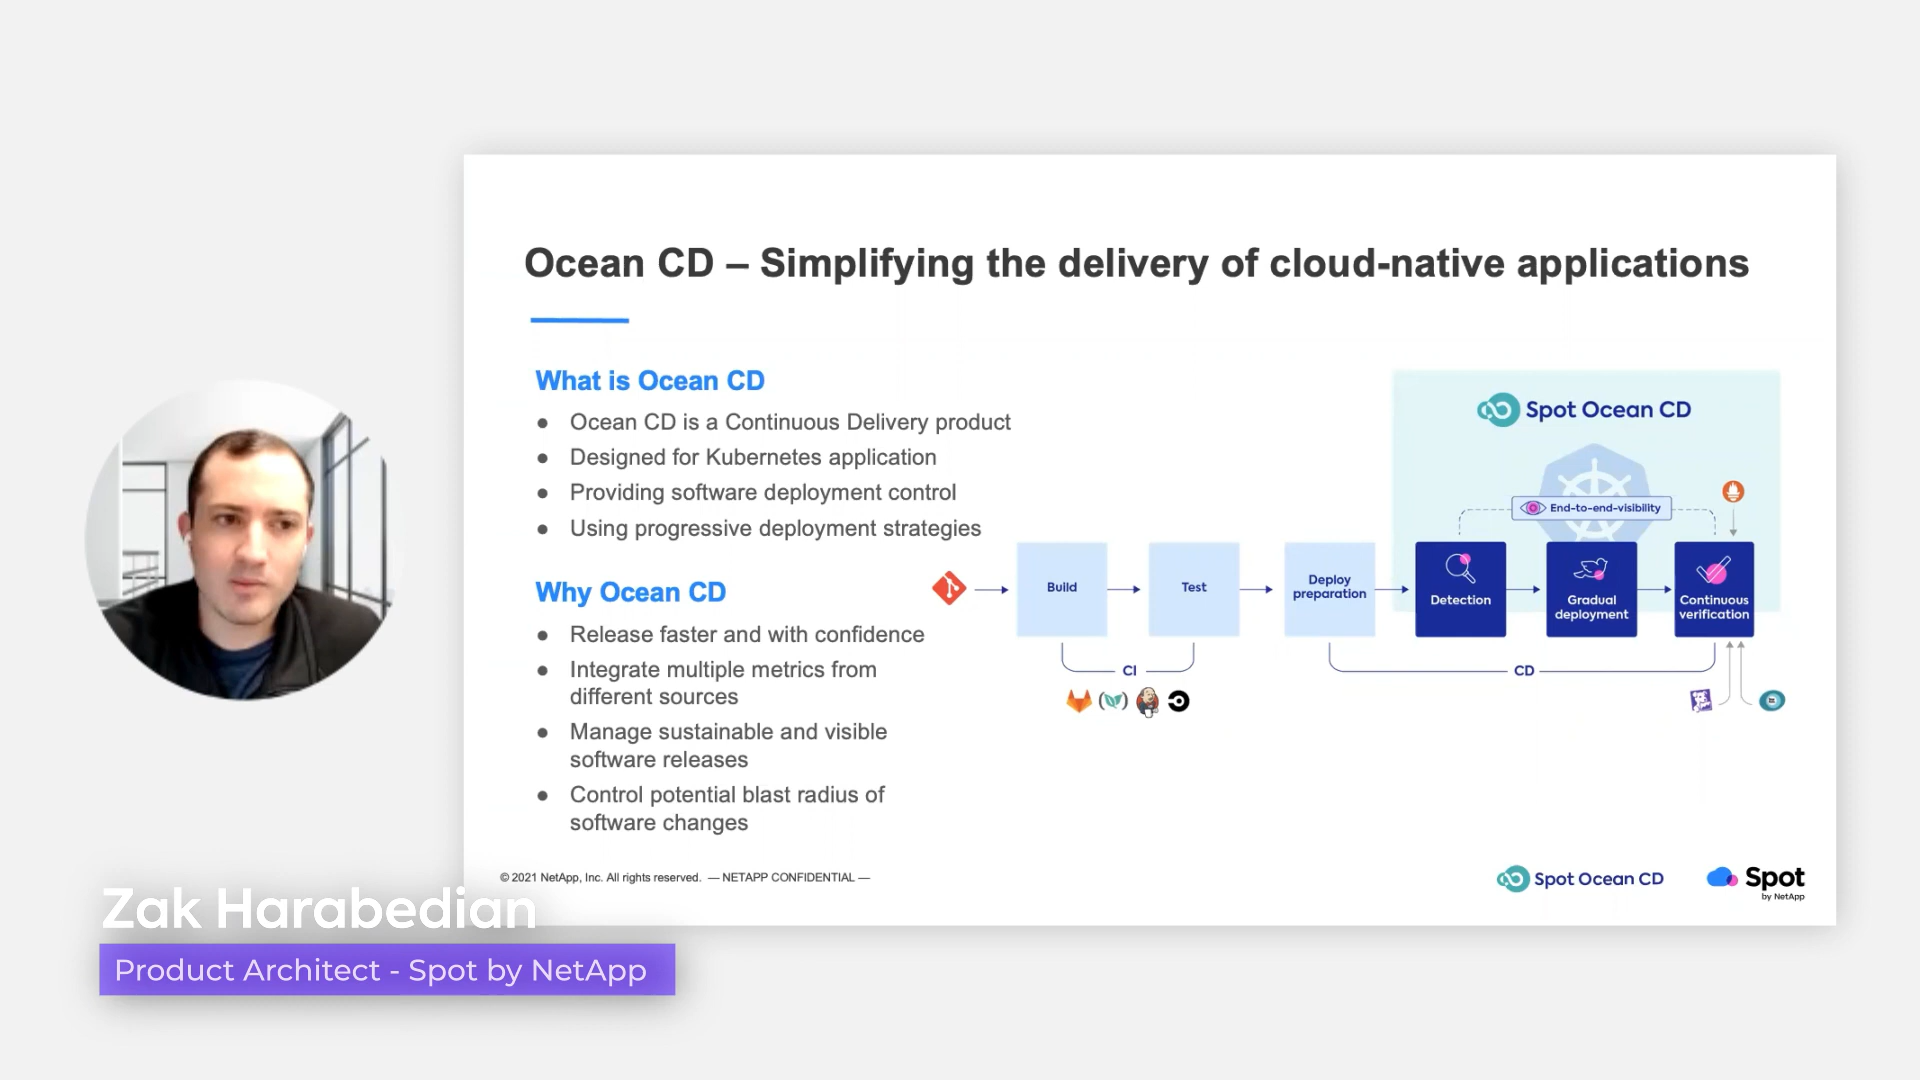 Ocean CD – Simplifying the delivery of cloud-native applications
What is Ocean CD
● Ocean CD is a Continuous Delivery product
● Designed for Kubernetes application
● Providing software deployment control
● Using progressive deployment strategies
Why Ocean CD
● Release faster and with confidence
● Integrate multiple metrics from
different sources
● Manage sustainable and visible
software releases
● Control potential blast radius of
software changes
Spot Ocean CD
End-to-end-visibility
Build
Test
Deploy
preparation
Detection
Gradual
deployment
Continuous
verification
CI
CD
© 2021 NetApp, Inc. All rights reserved. — NETAPP CONFIDENTIAL —
Spot Ocean CD
Spot
by NetApp
Zak Harabedian
Product Architect - Spot by NetApp